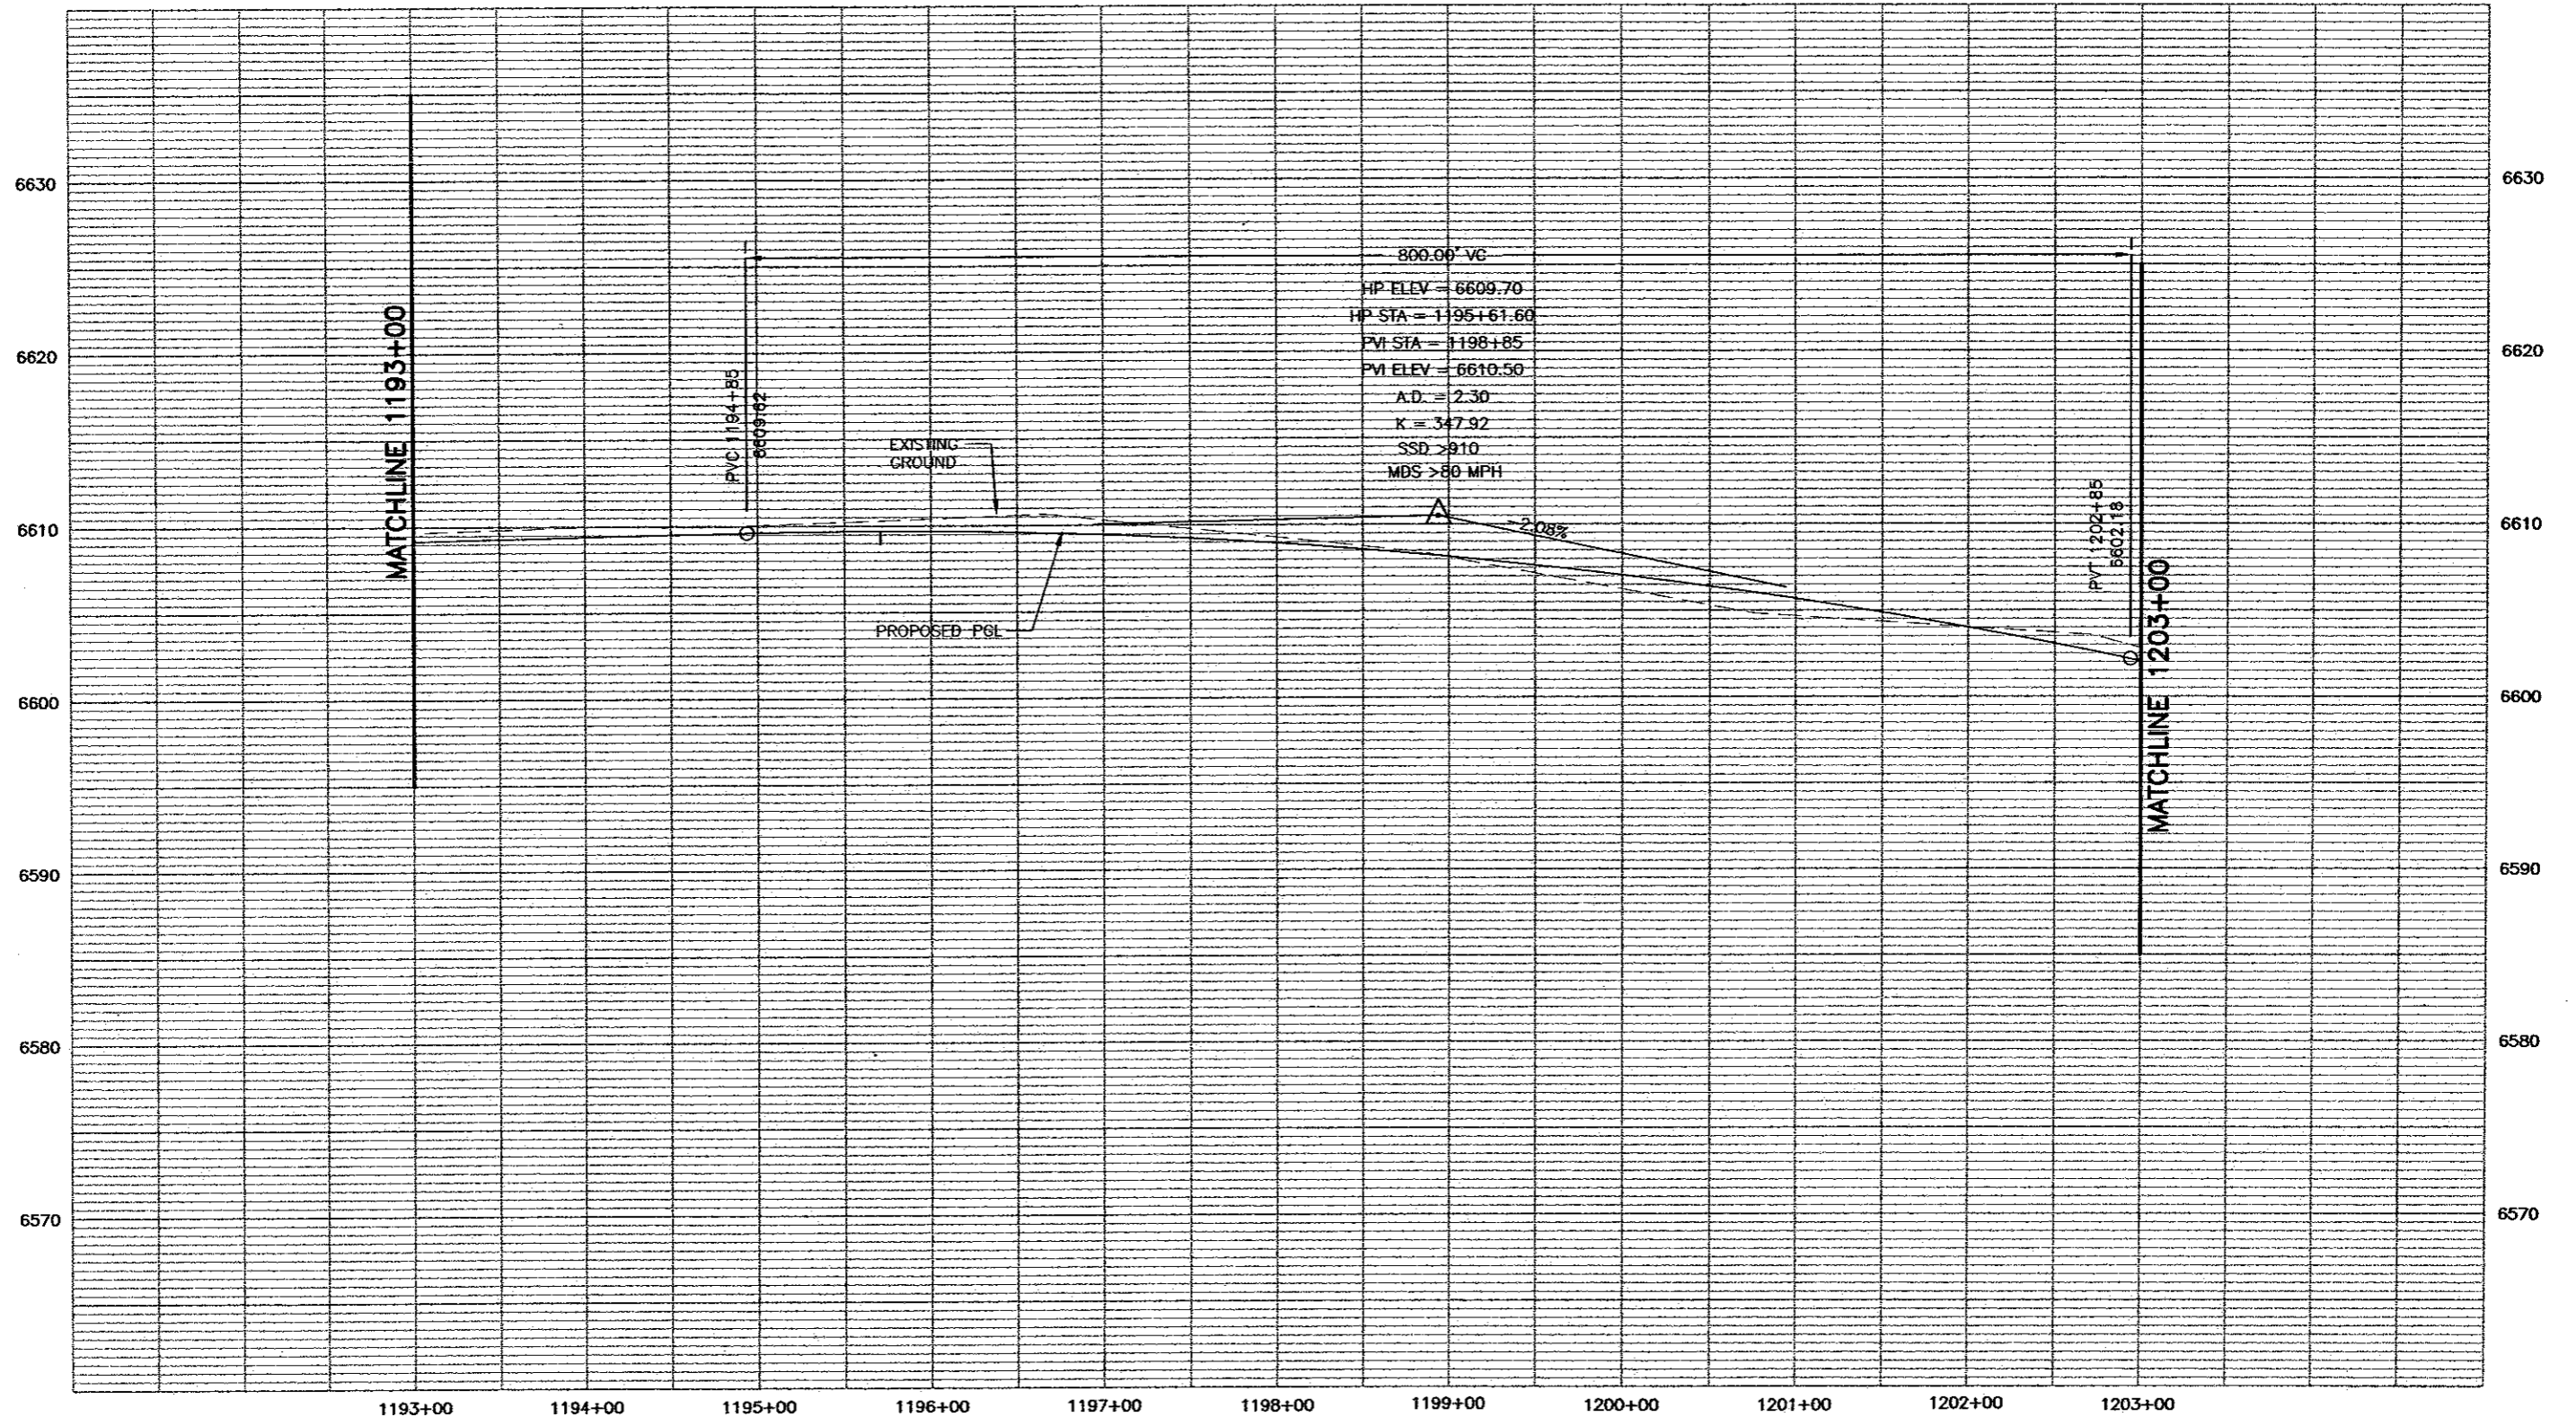 6630
6620
6610
6600
6590
6580
6570
MATCHLINE 1193+00
PVC 1194+85
6609.62
EXISTING
GROUND
PROPOSED PGL
800.00' VC
HP ELEV = 6609.70
HP STA = 1195+61.60
PVI STA = 1198+85
PVI ELEV = 6610.50
A.D. = 2.30
K = 347.92
SSD >910
MDS >80 MPH
-2.08%
PVT 1202+85
6602.18
MATCHLINE 1203+00
6630
6620
6610
6600
6590
6580
6570
1193+00 1194+00 1195+00 1196+00 1197+00 1198+00 1199+00 1200+00 1201+00 1202+00 1203+00